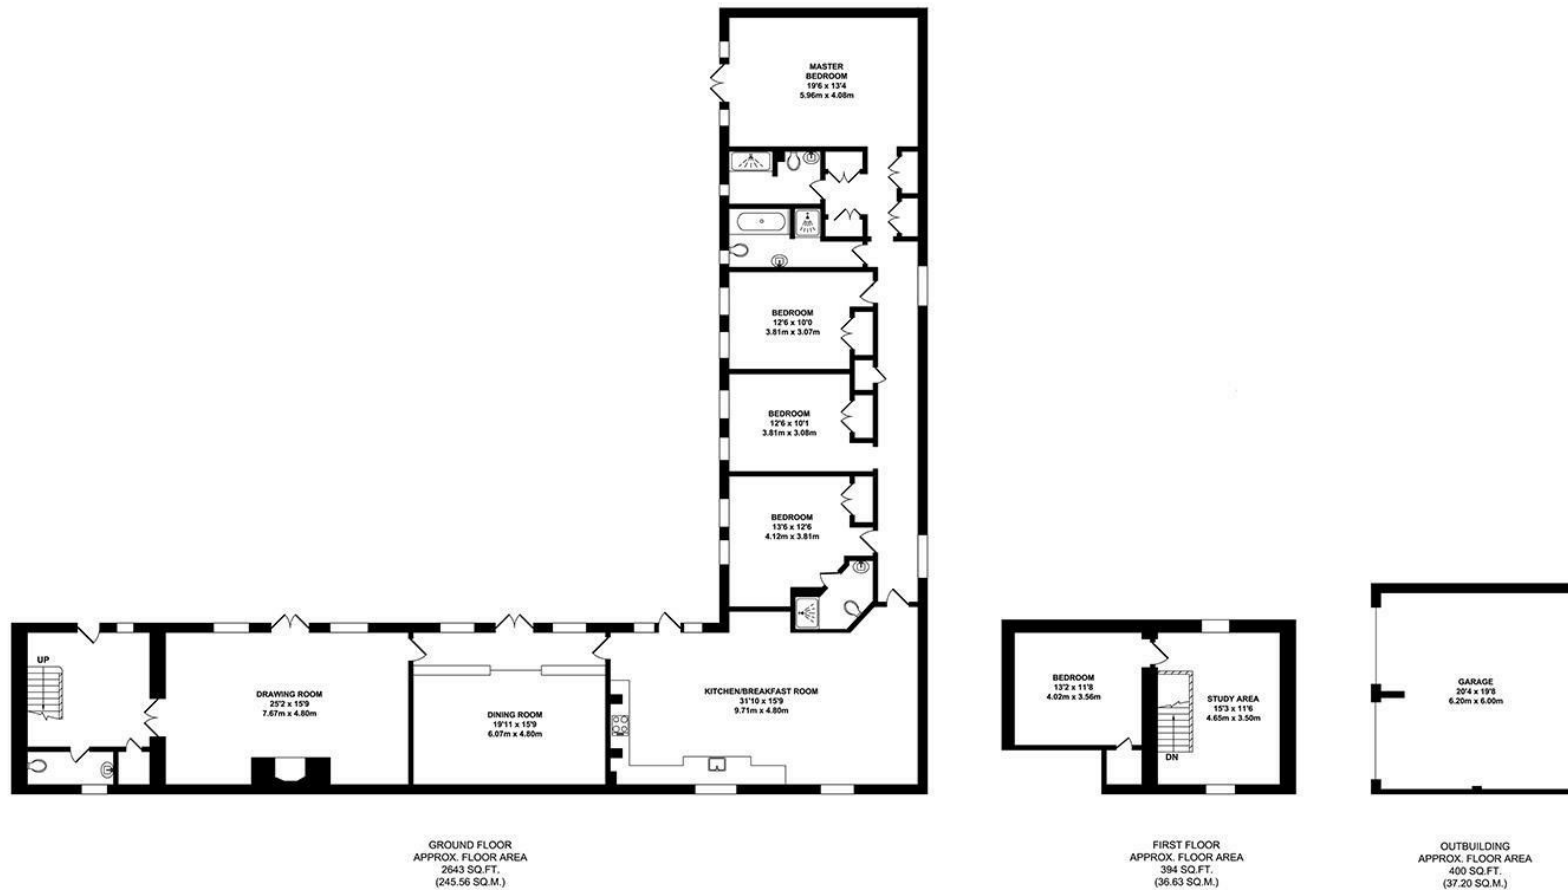 MASTER
BEDROOM
19'6 x 13'4
5.96m x 4.08m
BEDROOM
12'6 x 10'0
3.81m x 3.07m
BEDROOM
12'6 x 10'1
3.81m x 3.08m
BEDROOM
13'6 x 12'6
4.12m x 3.81m
UP
DRAWING ROOM
25'2 x 15'9
7.67m x 4.80m
DINING ROOM
19'11 x 15'9
6.07m x 4.80m
KITCHEN/BREAKFAST ROOM
31'10 x 15'9
9.71m x 4.80m
BEDROOM
13'2 x 11'8
4.02m x 3.56m
STUDY AREA
15'3 x 11'6
4.65m x 3.50m
DN
GARAGE
20'4 x 19'8
6.20m x 6.00m
GROUND FLOOR
APPROX. FLOOR AREA
2643 SQ.FT.
(245.56 SQ.M.)
FIRST FLOOR
APPROX. FLOOR AREA
394 SQ.FT.
(36.63 SQ.M.)
OUTBUILDING
APPROX. FLOOR AREA
400 SQ.FT.
(37.20 SQ.M.)